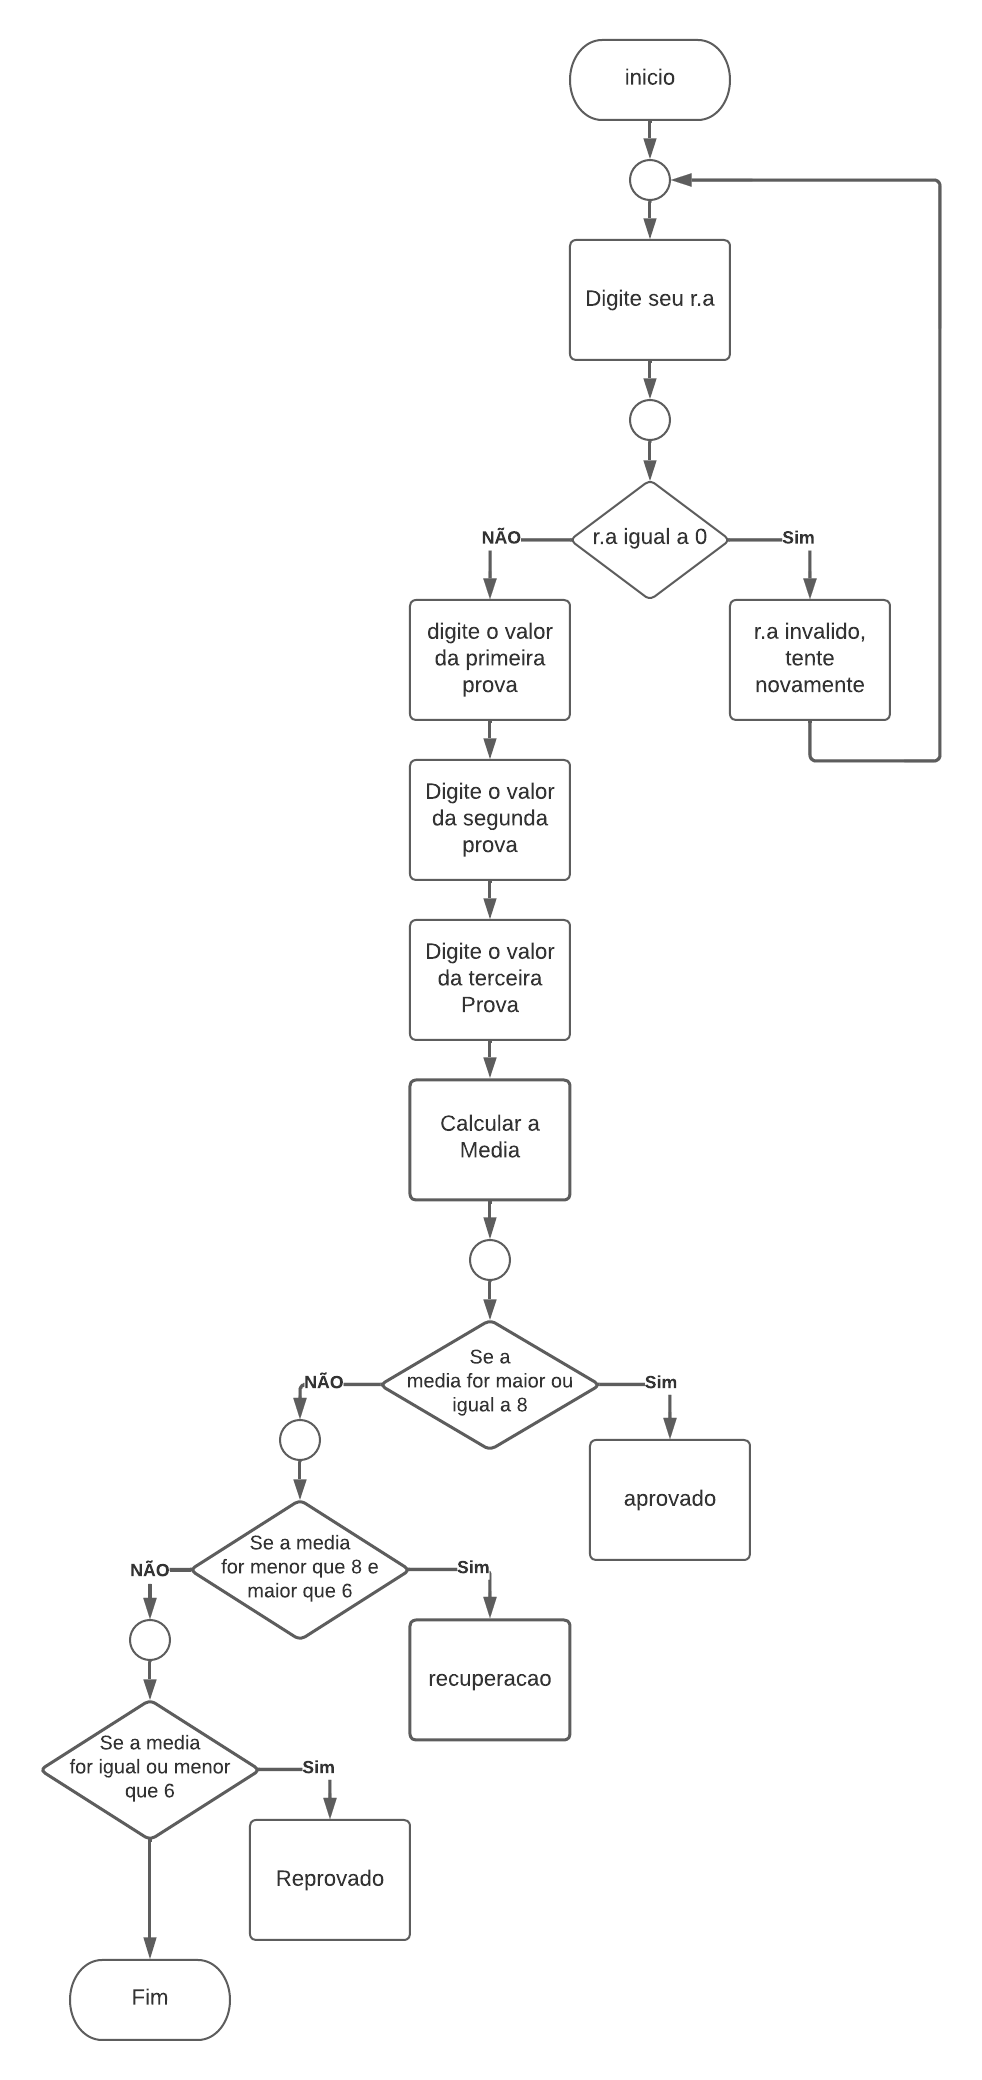 inicio
Digite seu r.a
r.a igual a 0
NÃO
Sim
digite o valor
da primeira
prova
r.a invalido,
tente
novamente
Digite o valor
da segunda
prova
Digite o valor
da terceira
Prova
Calcular a
Media
Se a
media for maior ou
igual a 8
NÃO
Sim
aprovado
Se a media
for menor que 8 e
maior que 6
NÃO
Sim
recuperacao
Se a media
for igual ou menor
que 6
Sim
Reprovado
Fim